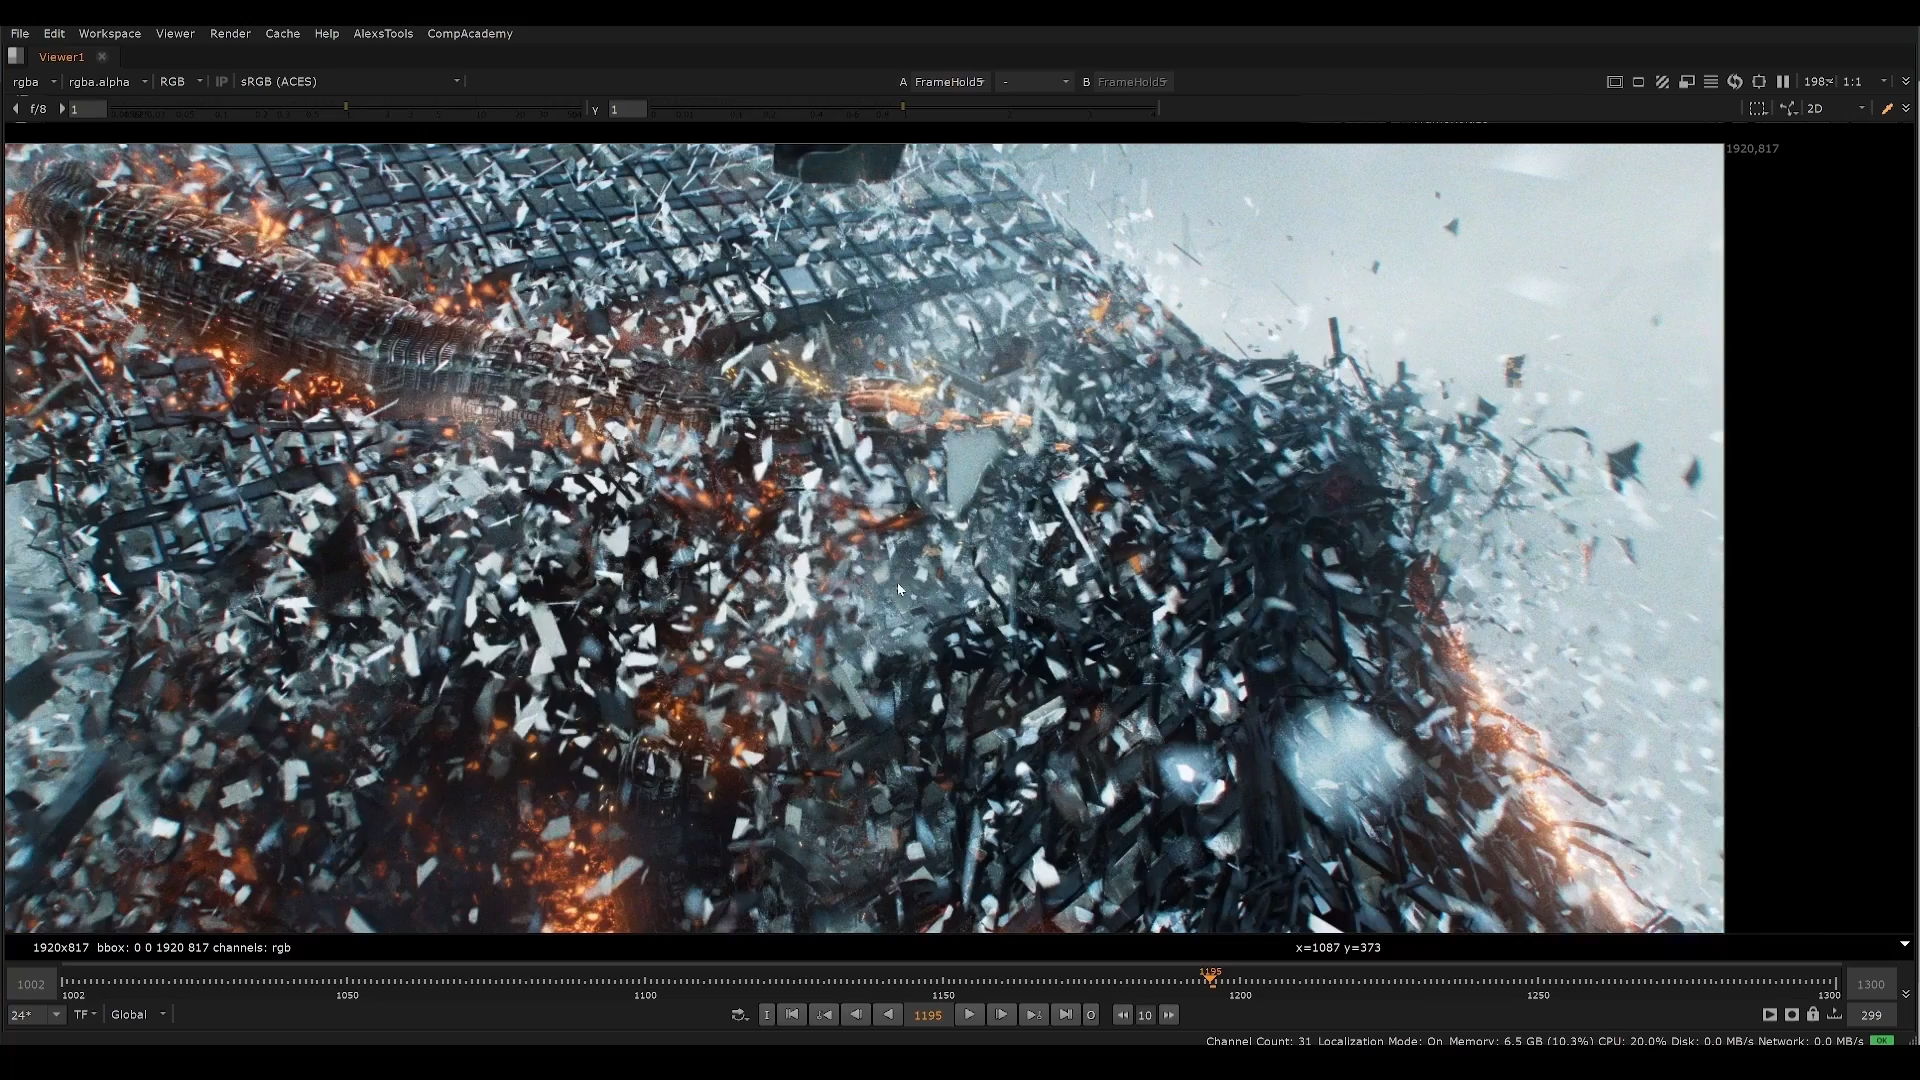 File Edit Workspace Viewer Render Cache Help AlexsTools CompAcademy
Viewer1
rgba rgba.alpha RGB IP sRGB (ACES) A FrameHold5 - B FrameHold5 1:1
f/8 1 γ 1 2D
1920,817
1920x817 bbox: 0 0 1920 817 channels: rgb x=1087 y=373
1195
1002 1300
1002 1050 1100 1150 1200 1250 1300
24* TF Global I 1195 O 10 299
Channel Count: 31 Localization Mode: On Memory: 6.5 GB (10.3%) CPU: 20.0% Disk: 0.0 MB/s Network: 0.0 MB/s OK